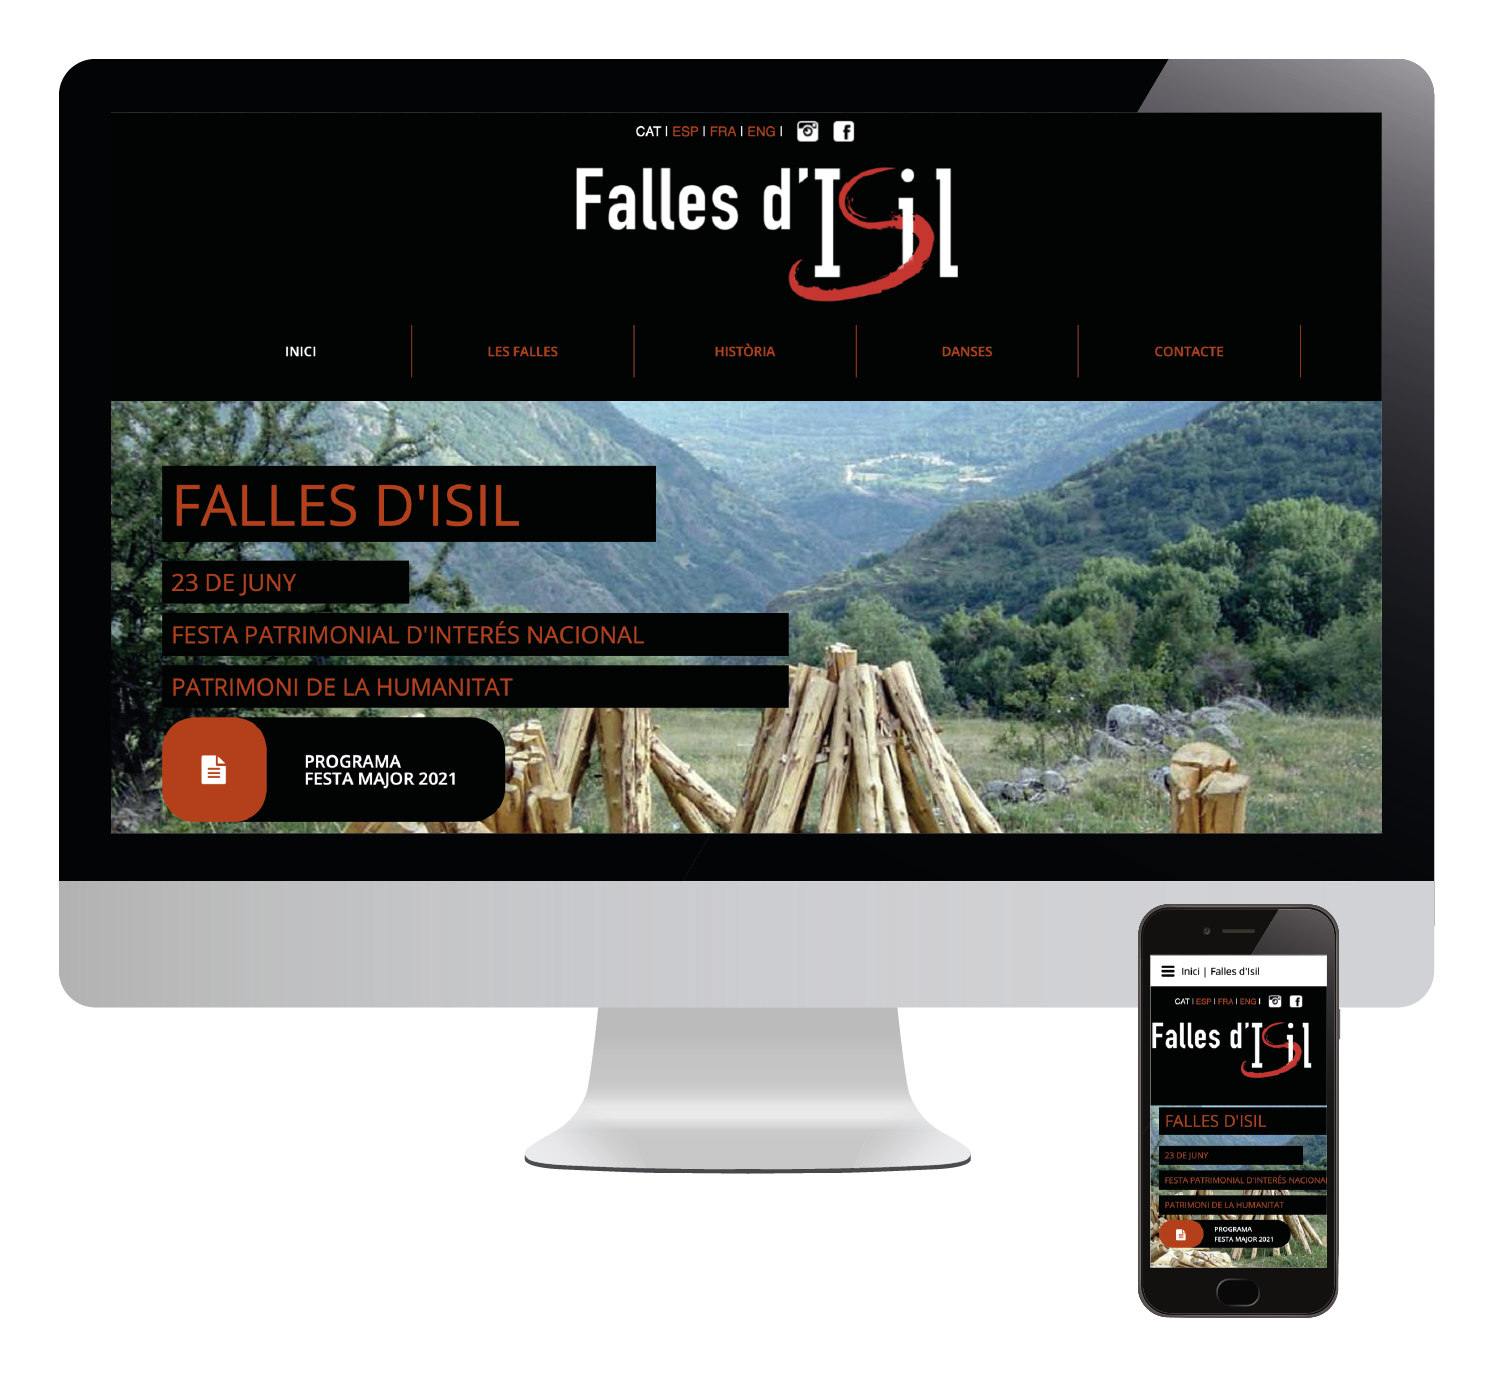 CAT | ESP | FRA | ENG |
Falles d'Isil
INICI
LES FALLES
HISTÒRIA
DANSES
CONTACTE
FALLES D'ISIL
23 DE JUNY
FESTA PATRIMONIAL D'INTERÉS NACIONAL
PATRIMONI DE LA HUMANITAT
PROGRAMA
FESTA MAJOR 2021
Inici | Falles d'Isil
CAT | ESP | FRA | ENG |
Falles d'Isil
FALLES D'ISIL
23 DE JUNY
FESTA PATRIMONIAL D'INTERÉS NACIONAL
PATRIMONI DE LA HUMANITAT
PROGRAMA
FESTA MAJOR 2021